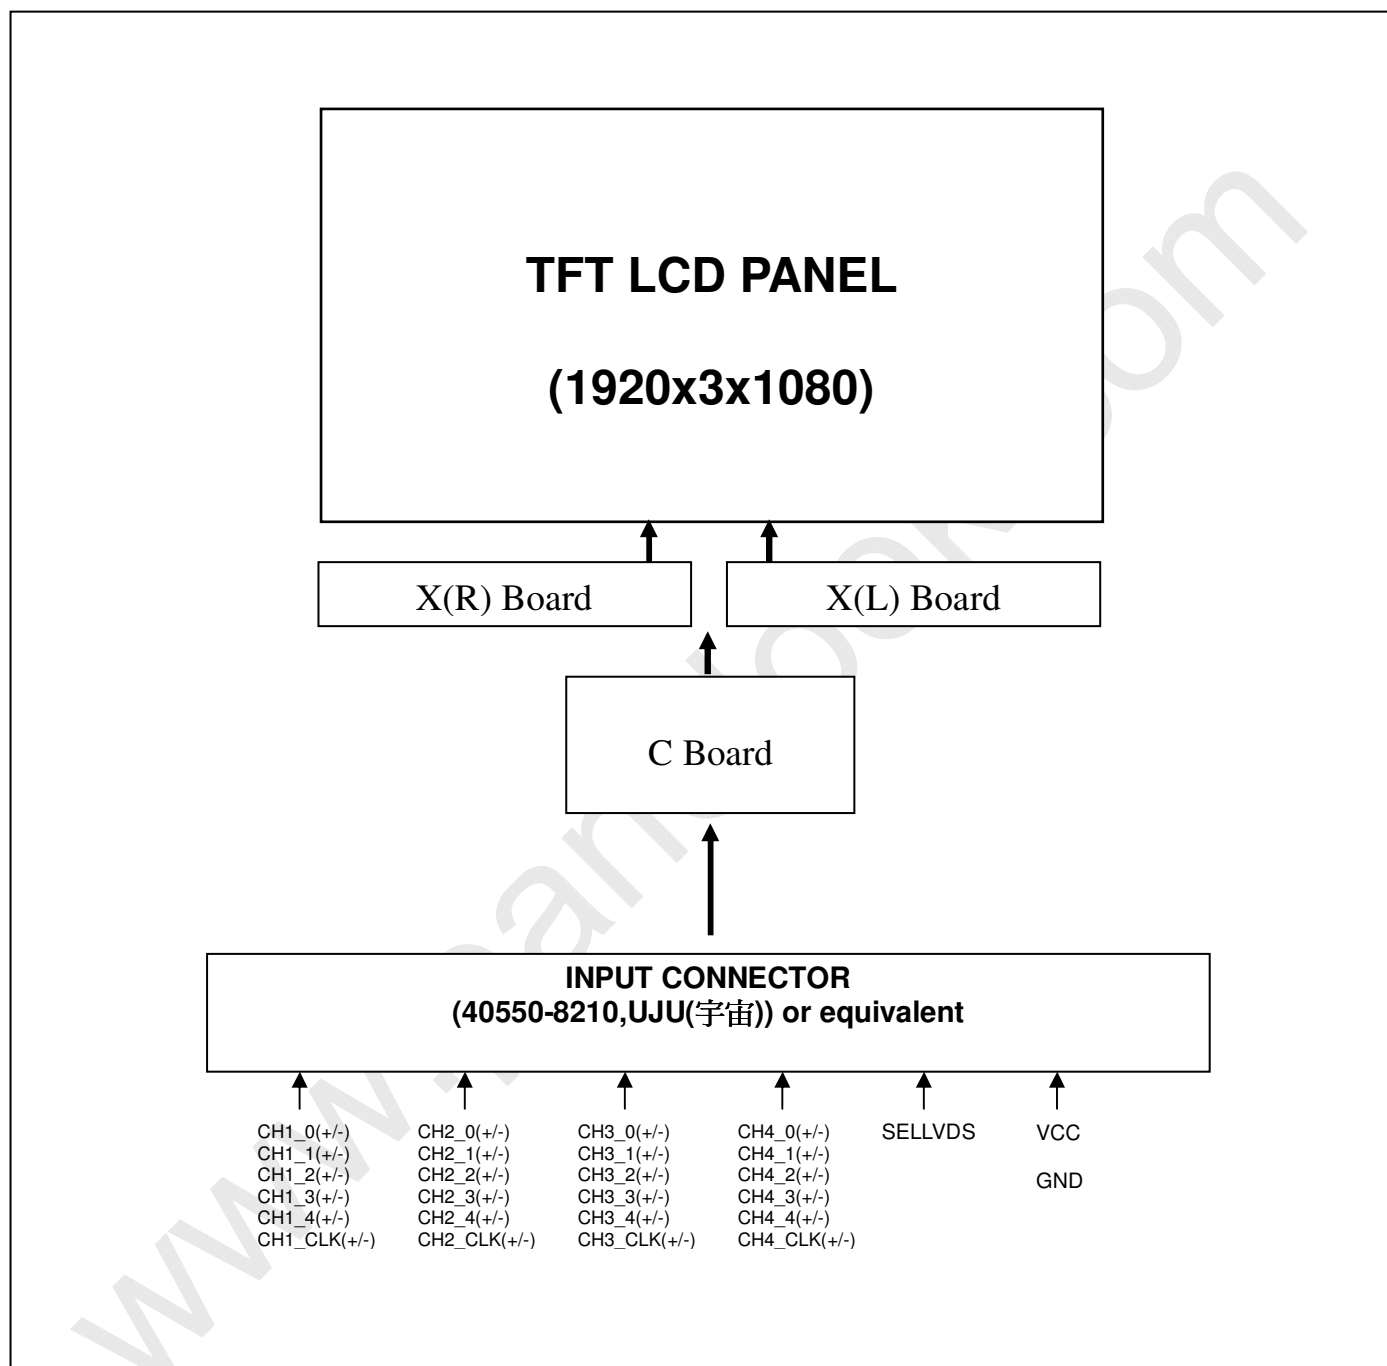 TFT LCD PANEL
(1920x3x1080)
X(R) Board X(L) Board
C Board
INPUT CONNECTOR
(40550-8210,UJU(宇宙)) or equivalent
CH1_0(+/-) CH2_0(+/-) CH3_0(+/-) CH4_0(+/-) SELLVDS VCC
CH1_1(+/-) CH2_1(+/-) CH3_1(+/-) CH4_1(+/-)
CH1_2(+/-) CH2_2(+/-) CH3_2(+/-) CH4_2(+/-) GND
CH1_3(+/-) CH2_3(+/-) CH3_3(+/-) CH4_3(+/-)
CH1_4(+/-) CH2_4(+/-) CH3_4(+/-) CH4_4(+/-)
CH1_CLK(+/-) CH2_CLK(+/-) CH3_CLK(+/-) CH4_CLK(+/-)